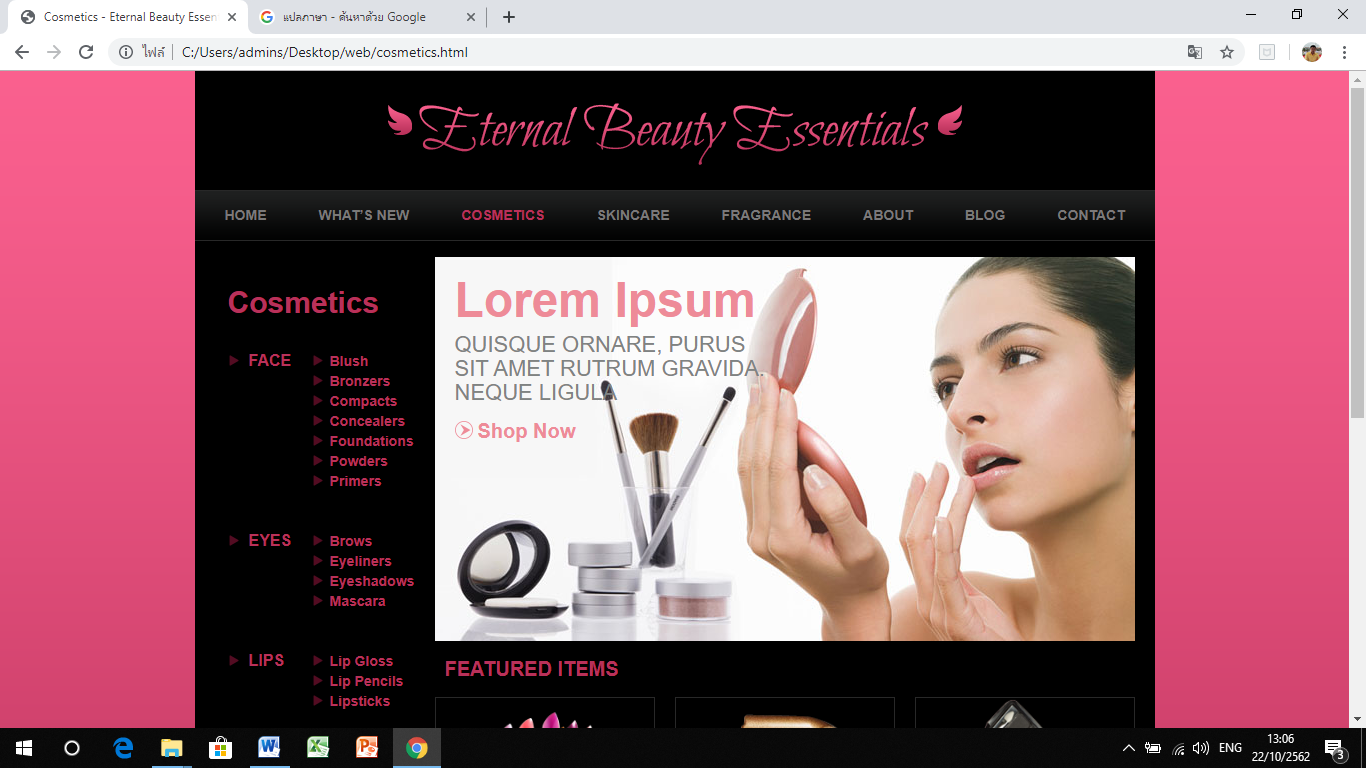 Cosmetics - Eternal Beauty Essen
แปลภาษา - ค้นหาด้วย Google
ไฟล์
C:/Users/admins/Desktop/web/cosmetics.html
Eternal Beauty Essentials
HOME WHAT'S NEW COSMETICS SKINCARE FRAGRANCE ABOUT BLOG CONTACT
Cosmetics
FACE
Blush
Bronzers
Compacts
Concealers
Foundations
Powders
Primers
EYES
Brows
Eyeliners
Eyeshadows
Mascara
LIPS
Lip Gloss
Lip Pencils
Lipsticks
Lorem Ipsum
QUISQUE ORNARE, PURUS
SIT AMET RUTRUM GRAVIDA.
NEQUE LIGULA
Shop Now
FEATURED ITEMS
ENG
13:06
22/10/2562
3